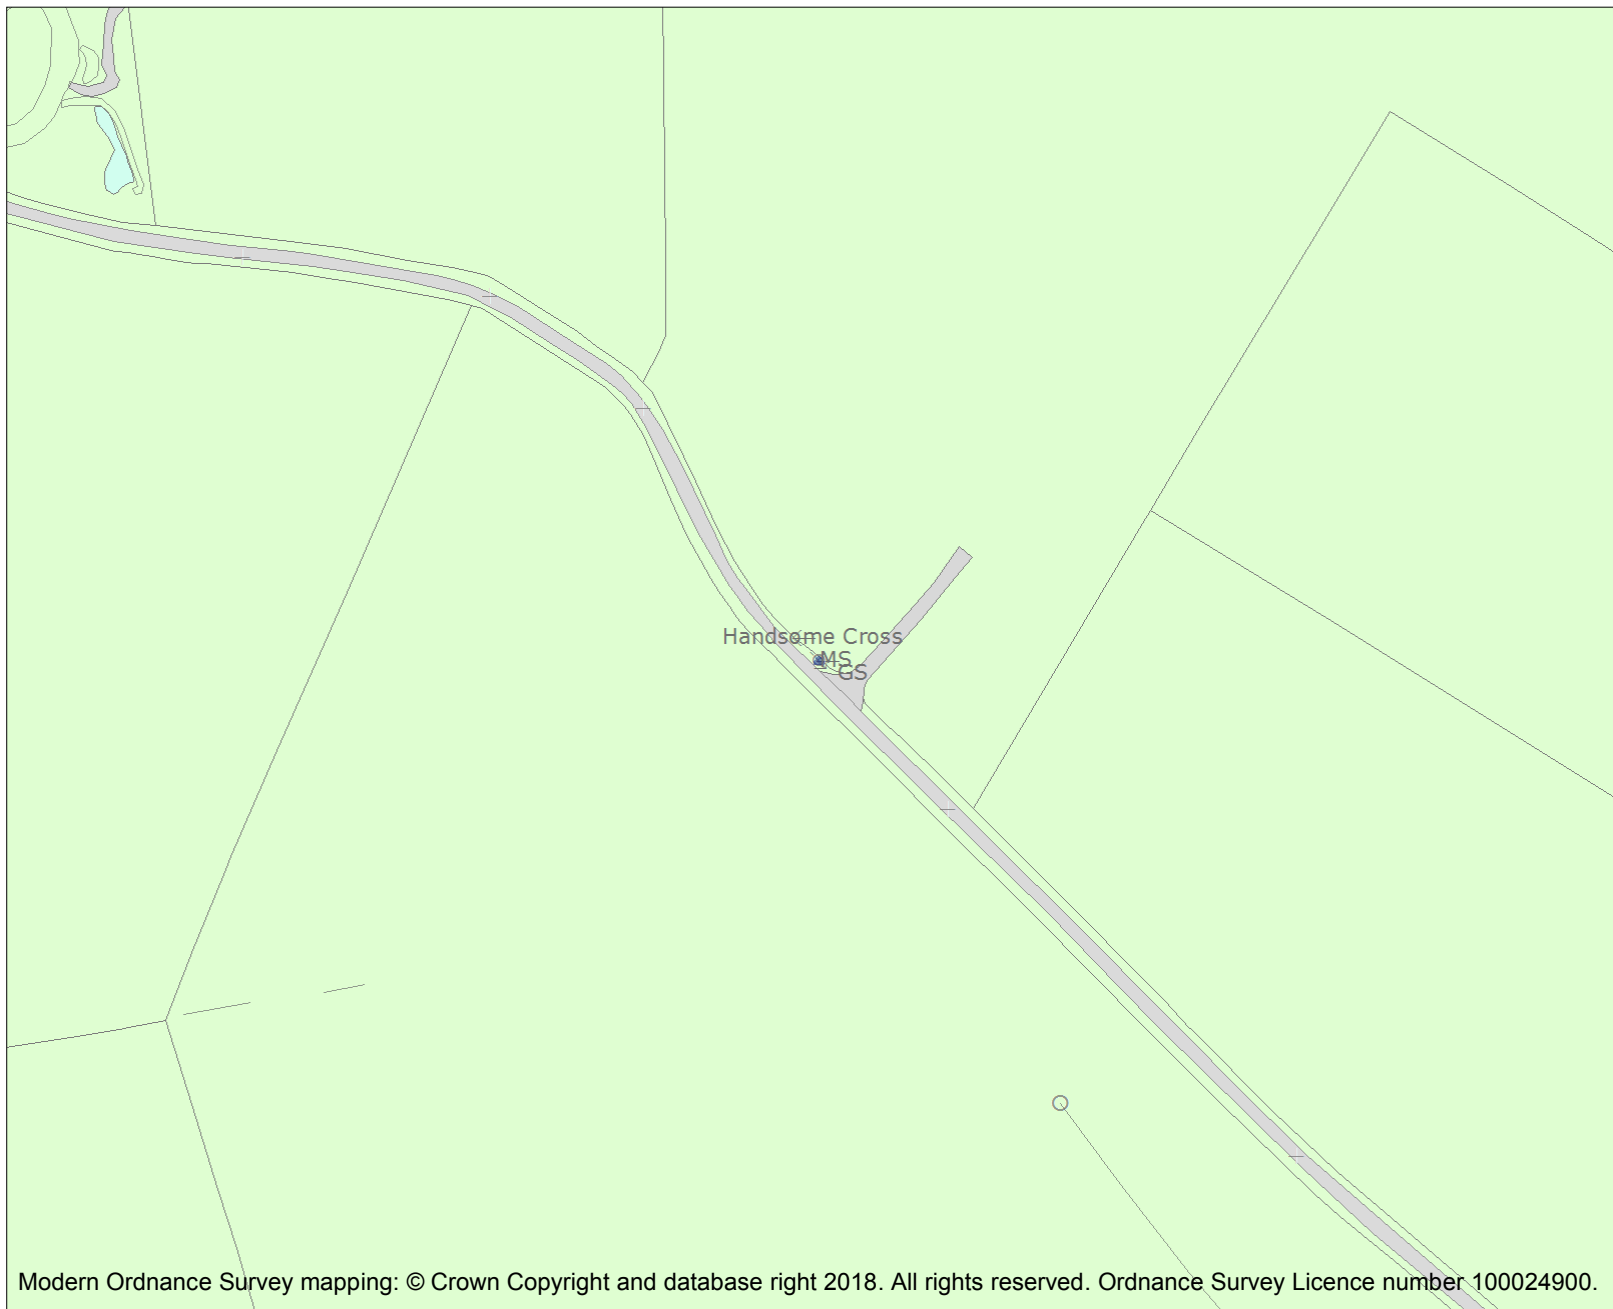 Handsome Cross
MS
GS
Modern Ordnance Survey mapping: © Crown Copyright and database right 2018. All rights reserved. Ordnance Survey Licence number 100024900.